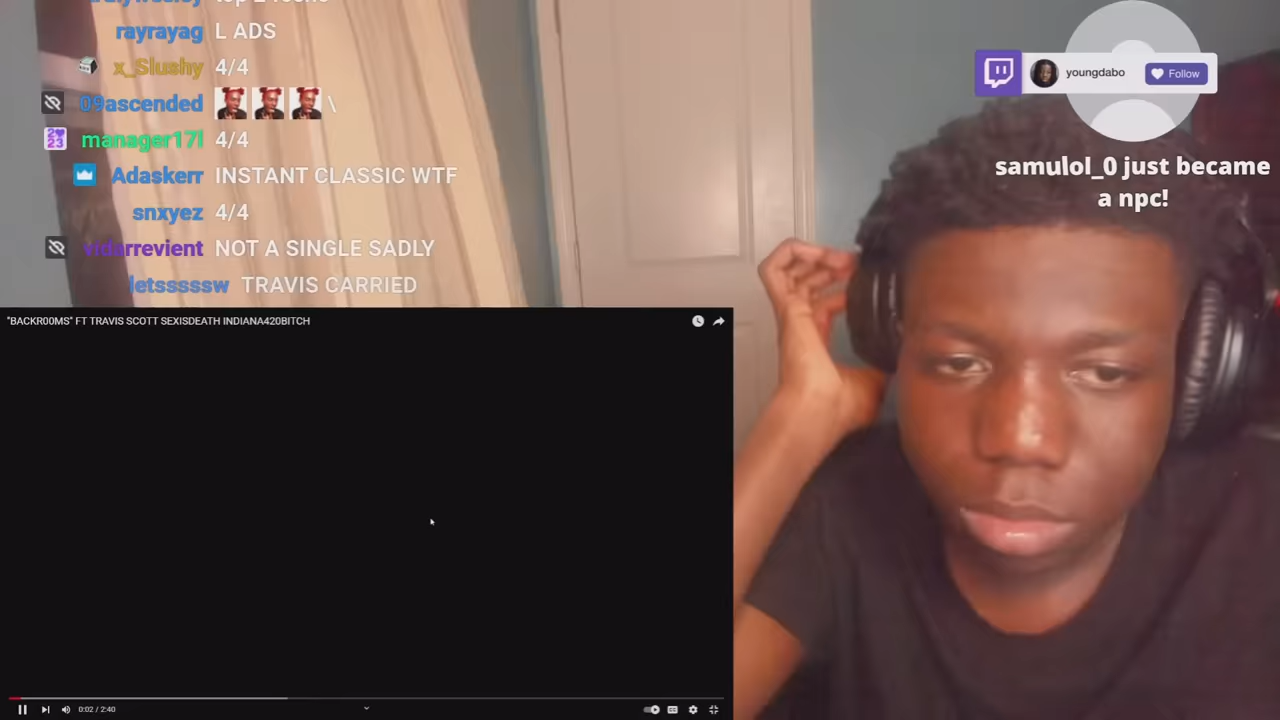 rayrayag L ADS
x_Slushy 4/4
09ascended \
2 23
manager17l 4/4
Adaskerr INSTANT CLASSIC WTF
snxyez 4/4
vidarrevient NOT A SINGLE SADLY
letsssssw TRAVIS CARRIED
"BACKR00MS" FT TRAVIS SCOTT SEXISDEATH INDIANA420BITCH
0:02 / 2:40
youngdabo Follow
samulol_0 just became
a npc!